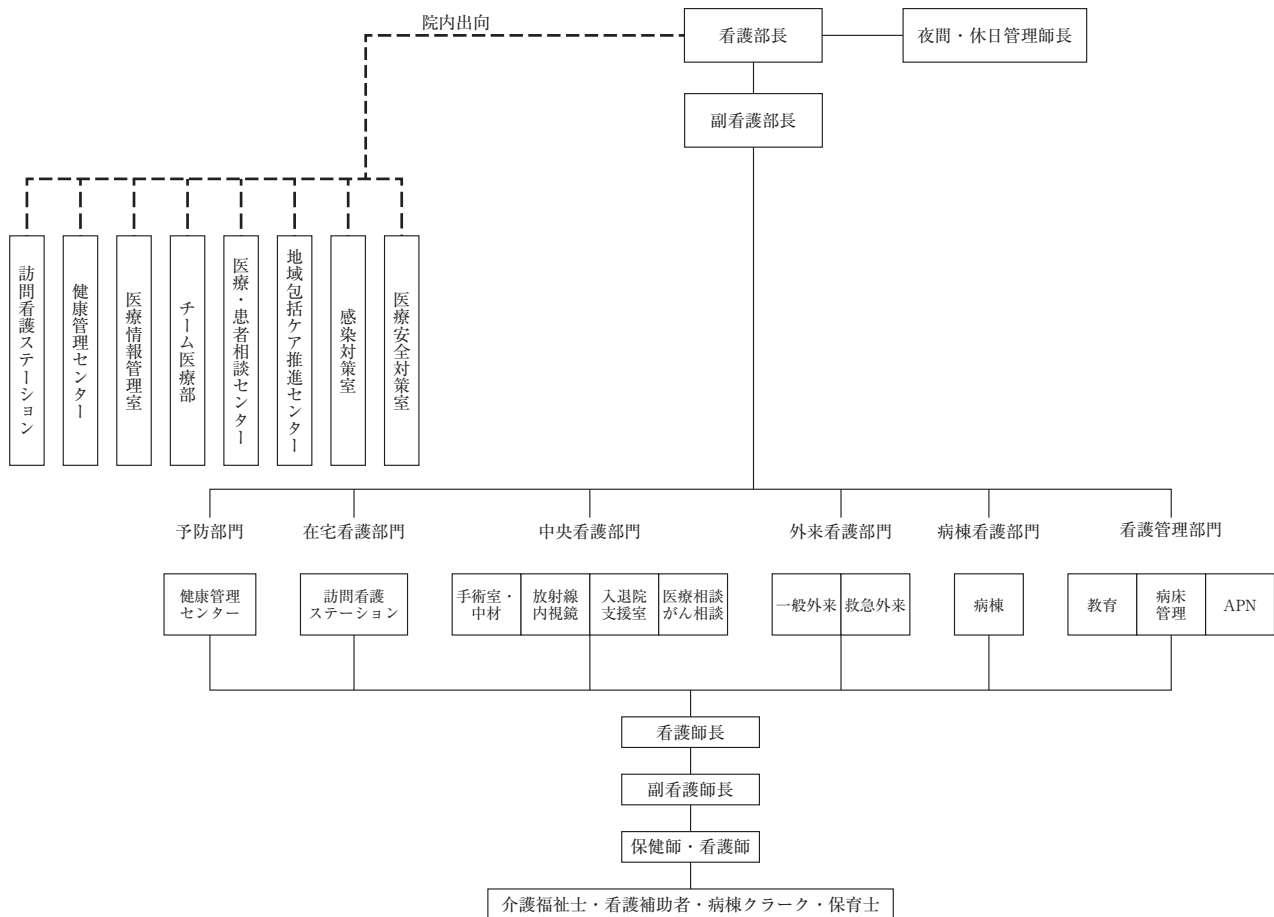 院内出向
看護部長
夜間・休日管理師長
副看護部長
訪問看護ステーション
健康管理センター
医療情報管理室
チーム医療部
医療・患者相談センター
地域包括ケア推進センター
感染対策室
医療安全対策室
予防部門
在宅看護部門
中央看護部門
外来看護部門
病棟看護部門
看護管理部門
健康管理
センター
訪問看護
ステーション
手術室・
中材
放射線
内視鏡
入退院
支援室
医療相談
がん相談
一般外来
救急外来
病棟
教育
病床
管理
APN
看護師長
副看護師長
保健師・看護師
介護福祉士・看護補助者・病棟クラーク・保育士